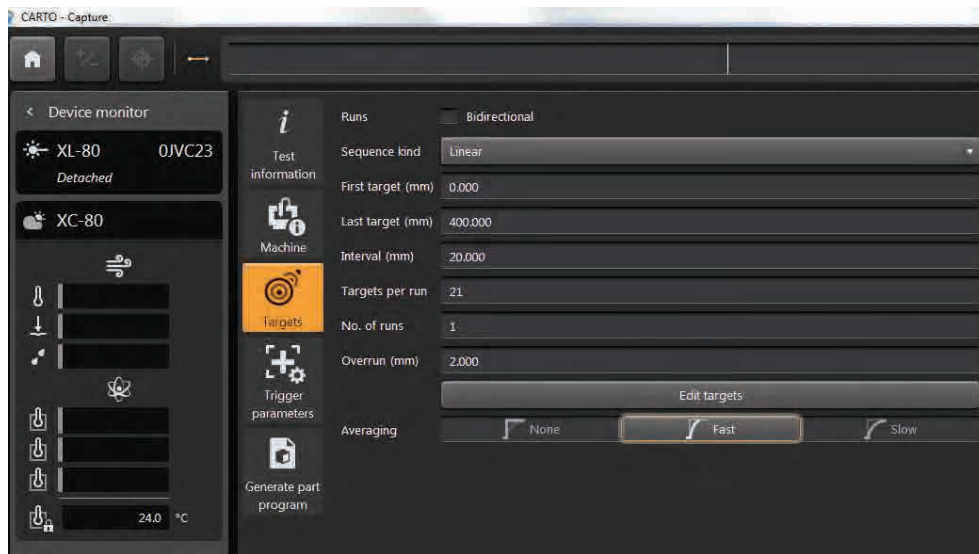 CARTO - Capture
Device monitor
XL-80 0JVC23
Detached
XC-80
24.0 °C
i
Test
information
Machine
Targets
Trigger
parameters
Generate part
program
Runs Bidirectional
Sequence kind Linear
First target (mm) 0.000
Last target (mm) 400.000
Interval (mm) 20.000
Targets per run 21
No. of runs 1
Overrun (mm) 2.000
Edit targets
Averaging None Fast Slow